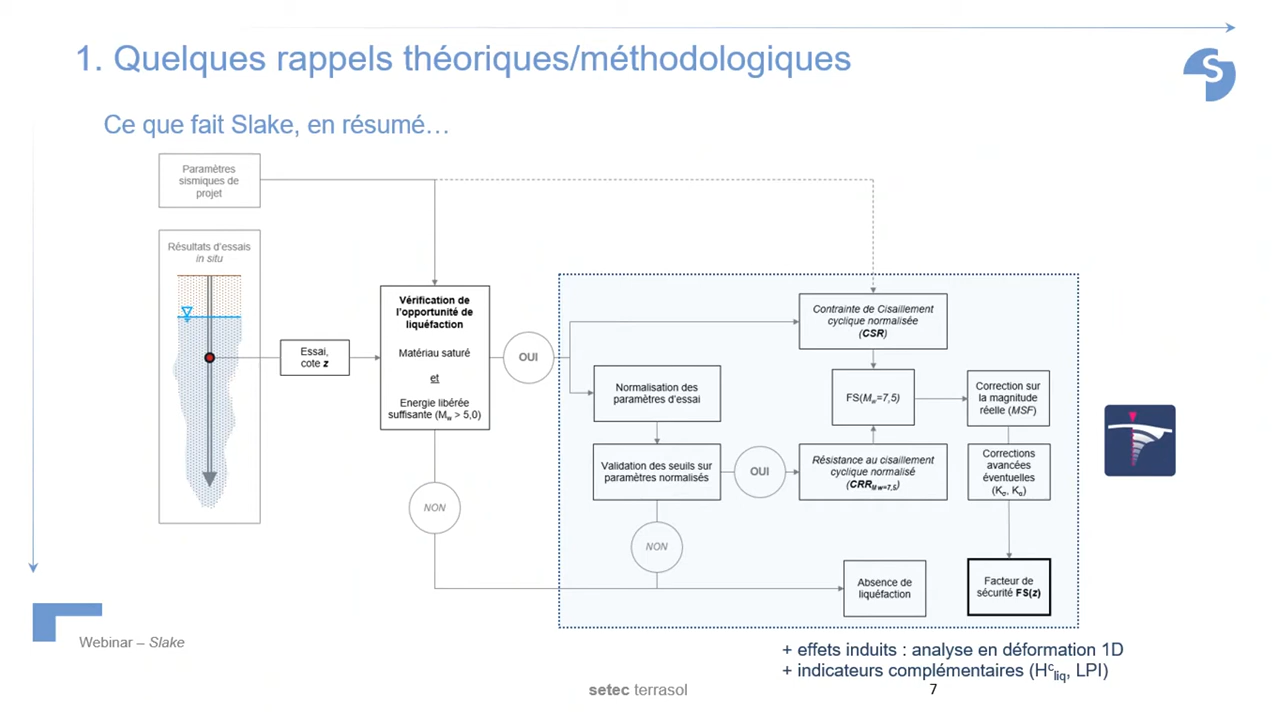 1. Quelques rappels théoriques/méthodologiques
S
Ce que fait Slake, en résumé…
Paramètres
sismiques de
projet
Résultats d'essais
in situ
Essai,
cote z
Vérification de
l'opportunité de
liquéfaction
Matériau saturé
et
Energie libérée
suffisante (Mw > 5,0)
OUI
NON
Normalisation des
paramètres d'essai
Validation des seuils sur
paramètres normalisés
OUI
NON
Contrainte de Cisaillement
cyclique normalisée
(CSR)
FS(Mw=7,5)
Résistance au cisaillement
cyclique normalisé
(CRRMw=7,5)
Correction sur
la magnitude
réelle (MSF)
Corrections
avancées
éventuelles
(Kσ, Kα)
Absence de
liquéfaction
Facteur de
sécurité FS(z)
+ effets induits : analyse en déformation 1D
+ indicateurs complémentaires (Hcliq, LPI)
Webinar – Slake
setec terrasol
7